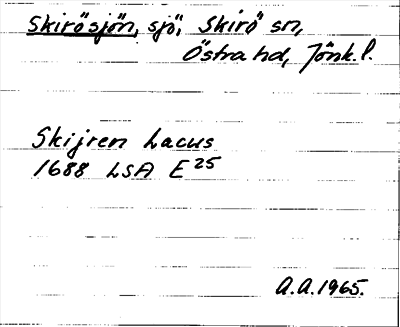 Skirösjön, sjö, Skirö sn,
Östra hd, Jönk.l.
Skijren Lacus
1688 LSA E25
A.A.1965.